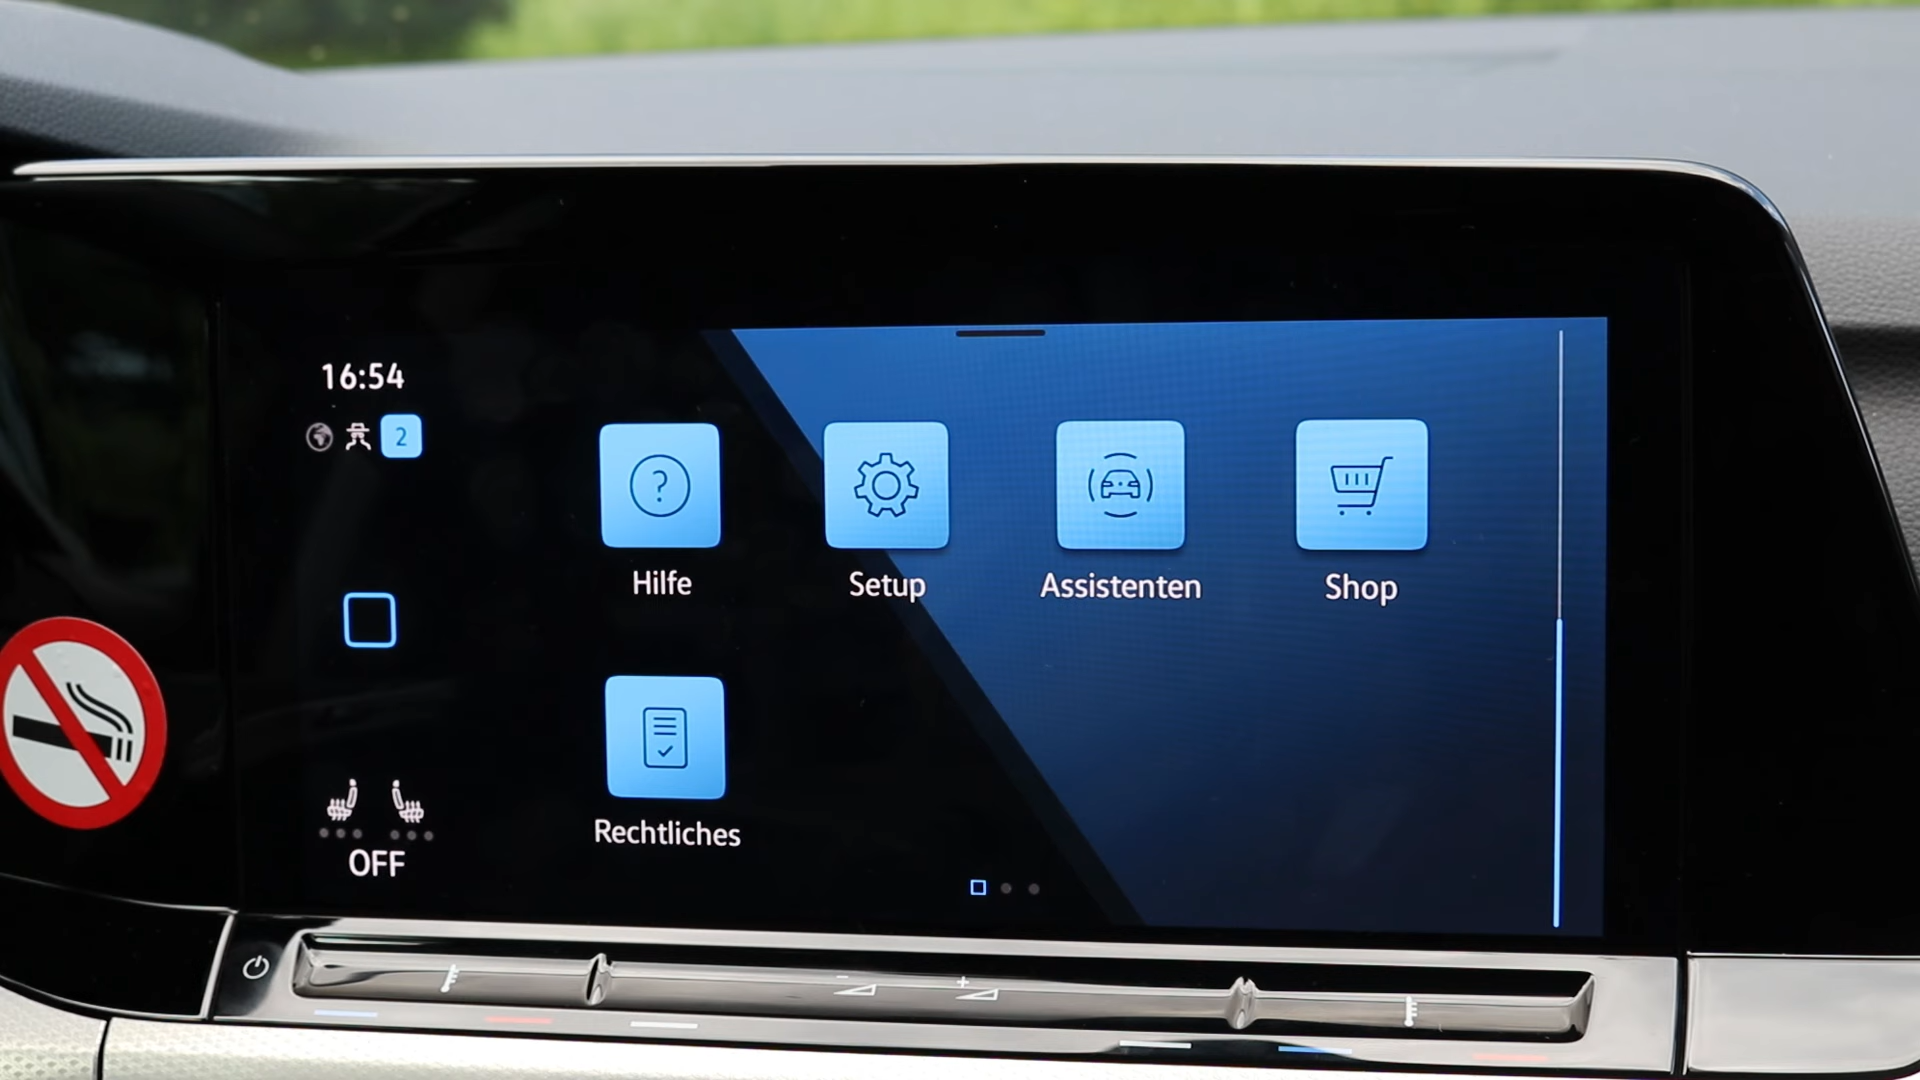 16:54
2
Hilfe
Setup
Assistenten
Shop
Rechtliches
OFF